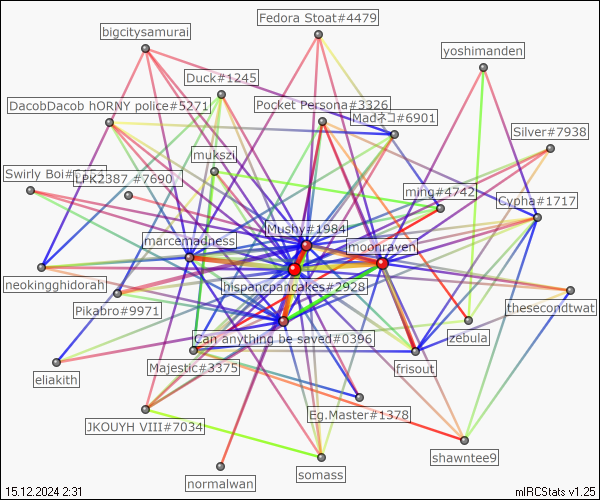 Fedora Stoat#4479
bigcitysamurai
yoshimanden
Duck#1245
DacobDacob hORNY police#5271
Pocket Persona#3326
Madネコ#6901
Silver#7938
mukszi
Swirly Boi#
LPK2387 #7690
ming#4742
Cypha#1717
Mushy#1984
marcemadness
moonraven
neokingghidorah
hispancpancakes#2928
Pikabro#9971
thesecondtwat
Can anything be saved#0396
zebula
Majestic#3375
frisout
eliakith
Eg.Master#1378
JKOUYH VIII#7034
shawntee9
somass
normalwan
15.12.2024 2:31
mIRCStats v1.25